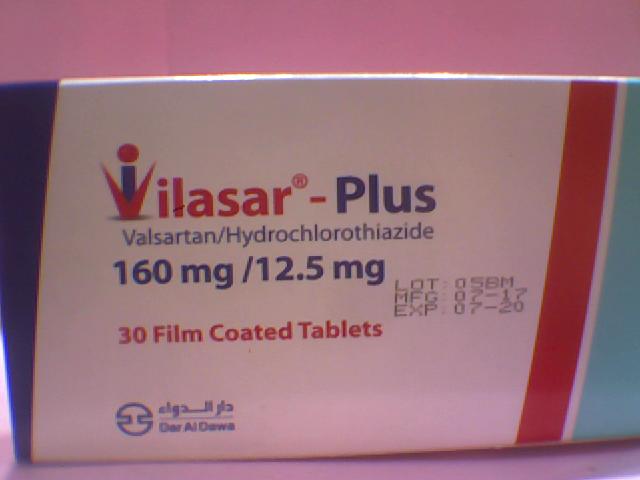 Vilasar® - Plus
Valsartan/Hydrochlorothiazide
160 mg /12.5 mg
LOT: 05BM
MFG: 07-17
EXP: 07-20
30 Film Coated Tablets
دار الدواء
Dar Al Dawa